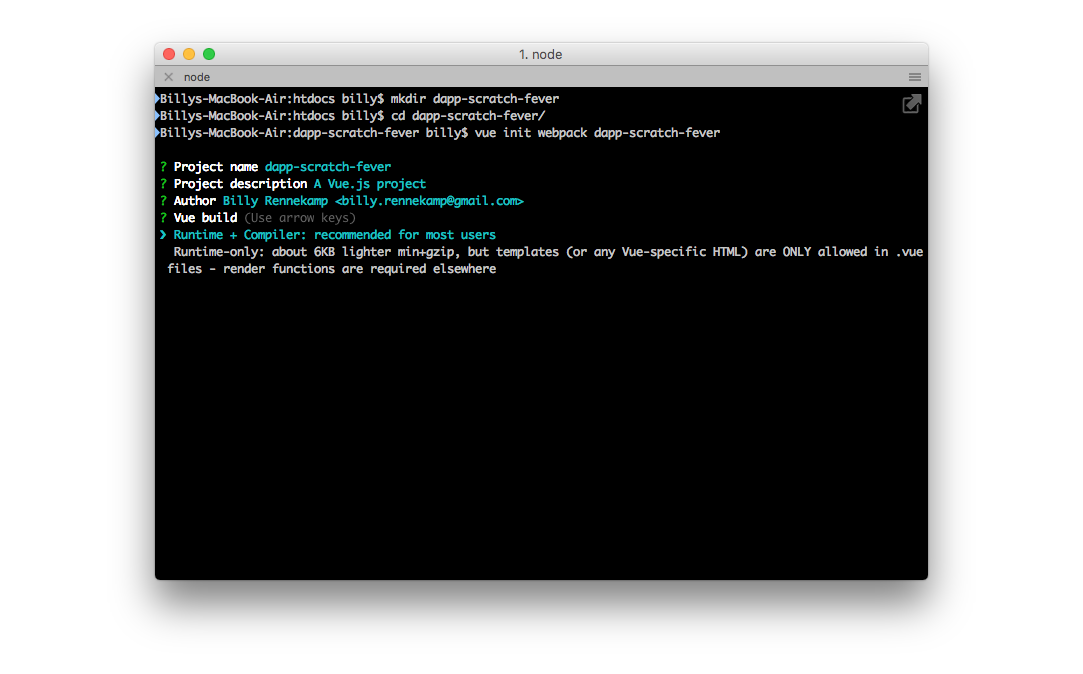 1. node
node
Billys-MacBook-Air:htdocs billy$ mkdir dapp-scratch-fever
Billys-MacBook-Air:htdocs billy$ cd dapp-scratch-fever/
Billys-MacBook-Air:dapp-scratch-fever billy$ vue init webpack dapp-scratch-fever
? Project name dapp-scratch-fever
? Project description A Vue.js project
? Author Billy Rennekamp <billy.rennekamp@gmail.com>
? Vue build (Use arrow keys)
❯ Runtime + Compiler: recommended for most users
Runtime-only: about 6KB lighter min+gzip, but templates (or any Vue-specific HTML) are ONLY allowed in .vue
files - render functions are required elsewhere